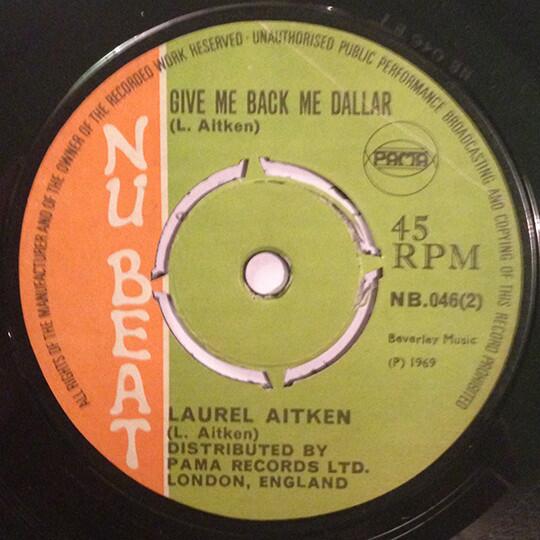 ALL RIGHTS OF THE MANUFACTURER AND OF THE OWNER OF THE RECORDED WORK RESERVED · UNAUTHORISED PUBLIC PERFORMANCE BROADCASTING AND COPYING OF THIS RECORD PROHIBITED
NU BEAT
GIVE ME BACK ME DALLAR
(L. Aitken)
PAMA
45
RPM
NB.046(2)
Beverley Music
(P) 1969
LAUREL AITKEN
(L. Aitken)
DISTRIBUTED BY
PAMA RECORDS LTD.
LONDON, ENGLAND